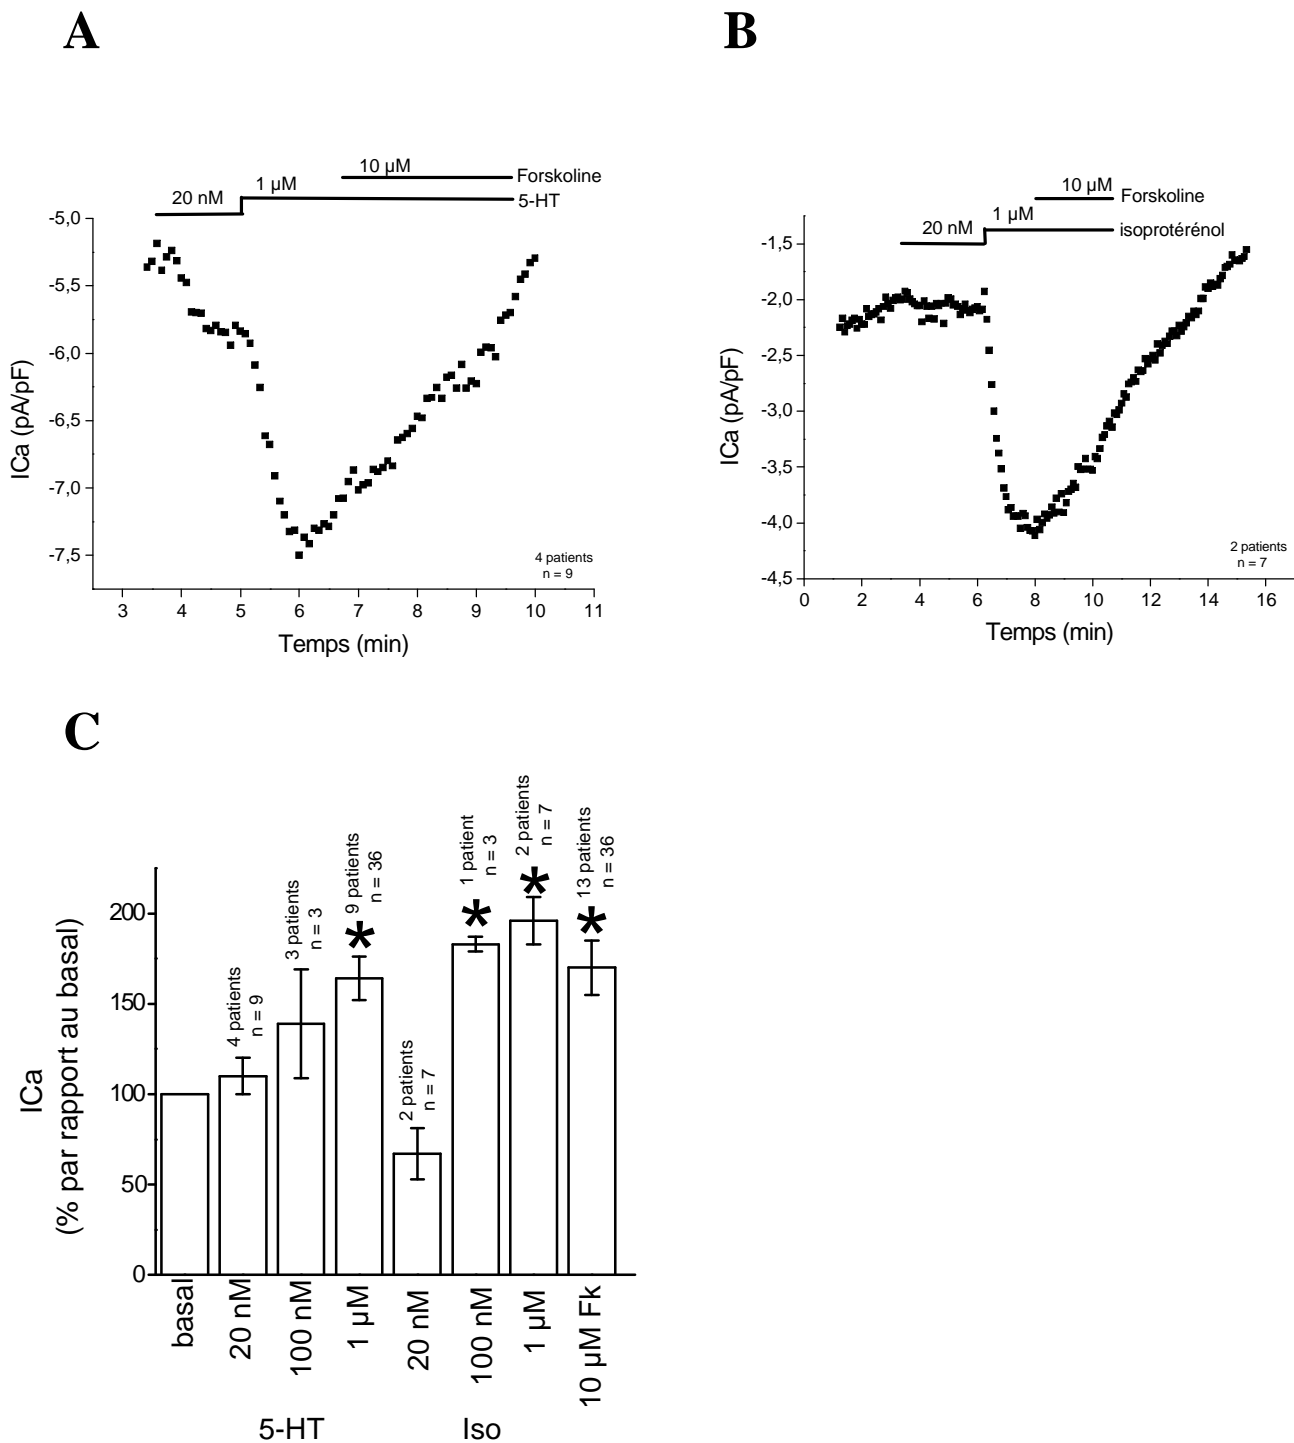 A
10 µM
Forskoline
1 µM
5-HT
20 nM
-5,0
-5,5
-6,0
-6,5
-7,0
-7,5
ICa (pA/pF)
4 patients
n = 9
3 4 5 6 7 8 9 10 11
Temps (min)
B
10 µM
Forskoline
1 µM
20 nM
isoprotérénol
-1,5
-2,0
-2,5
-3,0
-3,5
-4,0
-4,5
ICa (pA/pF)
2 patients
n = 7
0 2 4 6 8 10 12 14 16
Temps (min)
C
ICa
(% par rapport au basal)
200
150
100
50
0
4 patients
n = 9
3 patients
n = 3
9 patients
n = 36
*
2 patients
n = 7
1 patient
n = 3
*
2 patients
n = 7
*
13 patients
n = 36
*
basal
20 nM
100 nM
1 µM
20 nM
100 nM
1 µM
10 µM Fk
5-HT
Iso